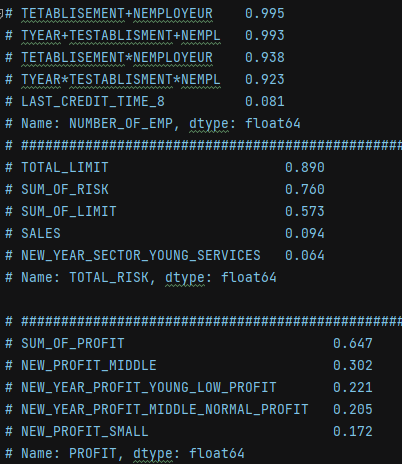 # TETABLISEMENT+NEMPLOYEUR    0.995
# TYEAR+TESTABLISMENT+NEMPL   0.993
# TETABLISEMENT*NEMPLOYEUR    0.938
# TYEAR*TESTABLISMENT*NEMPL   0.923
# LAST_CREDIT_TIME_8          0.081
# Name: NUMBER_OF_EMP, dtype: float64
# ################################################
# TOTAL_LIMIT                      0.890
# SUM_OF_RISK                      0.760
# SUM_OF_LIMIT                     0.573
# SALES                            0.094
# NEW_YEAR_SECTOR_YOUNG_SERVICES   0.064
# Name: TOTAL_RISK, dtype: float64
# ################################################
# SUM_OF_PROFIT                          0.647
# NEW_PROFIT_MIDDLE                      0.302
# NEW_YEAR_PROFIT_YOUNG_LOW_PROFIT       0.221
# NEW_YEAR_PROFIT_MIDDLE_NORMAL_PROFIT   0.205
# NEW_PROFIT_SMALL                       0.172
# Name: PROFIT, dtype: float64